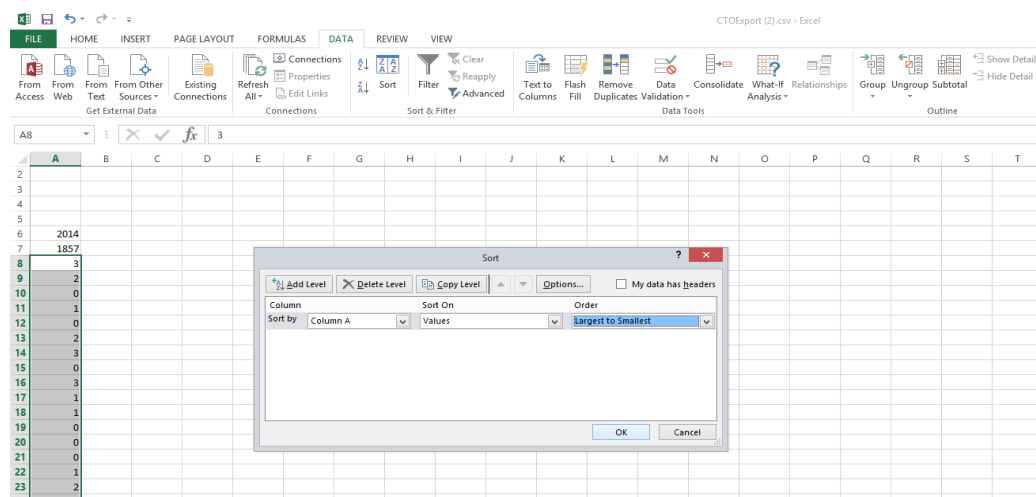 CTOExport (2).csv - Excel
FILE HOME INSERT PAGE LAYOUT FORMULAS DATA REVIEW VIEW
From Access
From Web
From Text
From Other Sources
Existing Connections
Get External Data
Refresh All
Connections
Properties
Edit Links
Connections
Sort
Filter
Clear
Reapply
Advanced
Sort & Filter
Text to Columns
Flash Fill
Remove Duplicates
Data Validation
Consolidate
What-If Analysis
Relationships
Data Tools
Group
Ungroup
Subtotal
Show Detail
Hide Detail
Outline
A8 fx 3
A B C D E F G H I J K L M N O P Q R S T
2
3
4
5
6 2014
7 1857
8 3
9 2
10 0
11 1
12 0
13 2
14 3
15 0
16 3
17 1
18 1
19 0
20 0
21 0
22 1
23 2
Sort ?
Add Level Delete Level Copy Level Options... My data has headers
Column Sort On Order
Sort by Column A Values Largest to Smallest
OK Cancel